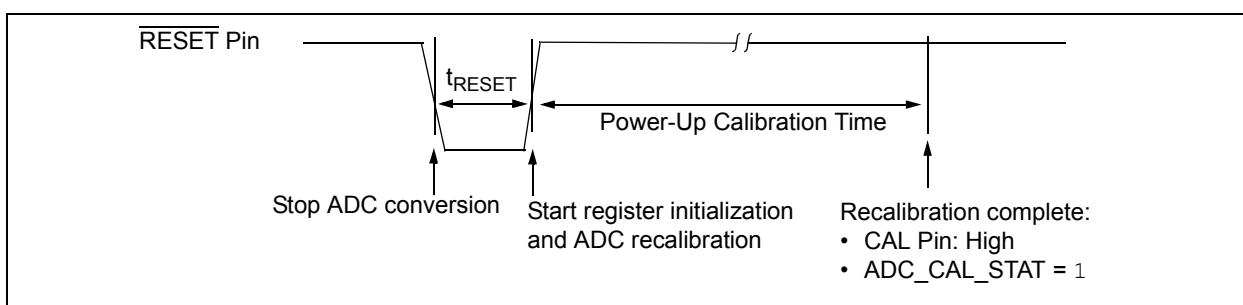 RESET Pin
tRESET
Power-Up Calibration Time
Stop ADC conversion
Start register initialization
and ADC recalibration
Recalibration complete:
• CAL Pin: High
• ADC_CAL_STAT = 1